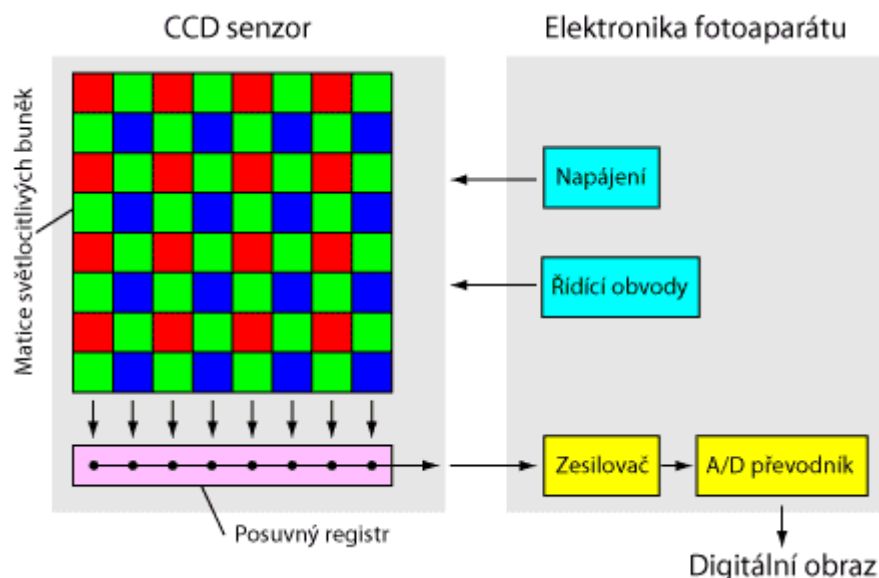 CCD senzor
Elektronika fotoaparátu
Matice světlocitlivých buněk
Napájení
Řídící obvody
Zesilovač
A/D převodník
Posuvný registr
Digitální obraz